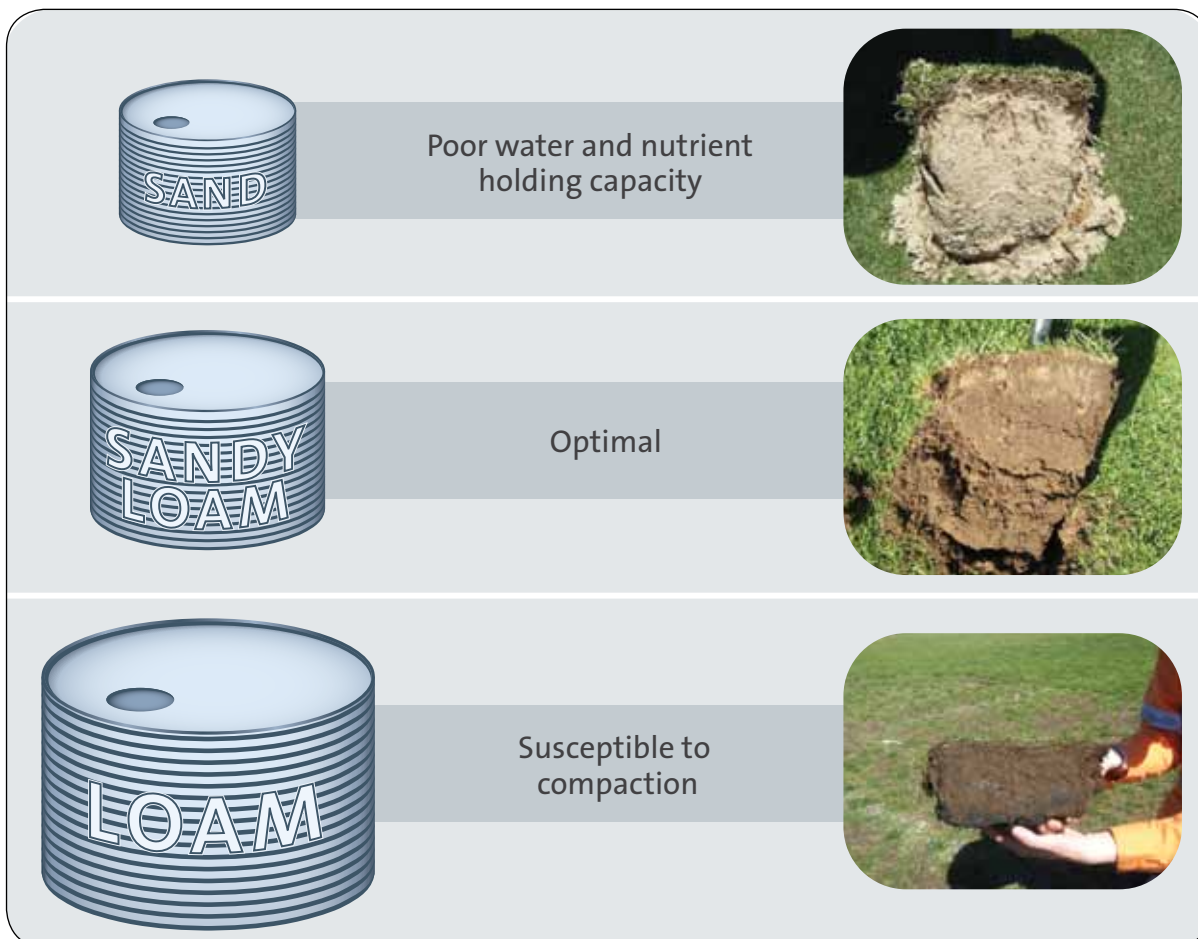 SAND
Poor water and nutrient
holding capacity
SANDY
LOAM
Optimal
LOAM
Susceptible to
compaction